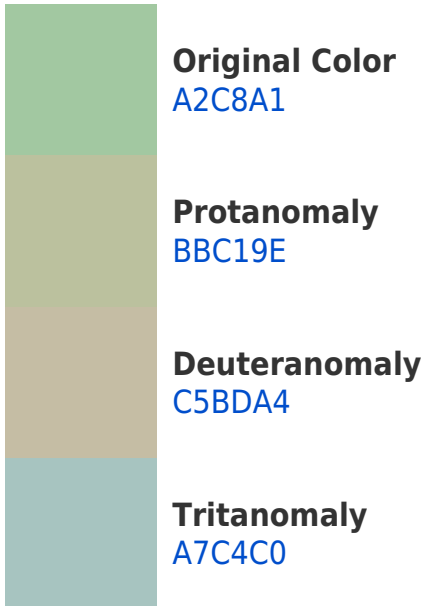 Original Color
A2C8A1
Protanomaly
BBC19E
Deuteranomaly
C5BDA4
Tritanomaly
A7C4C0